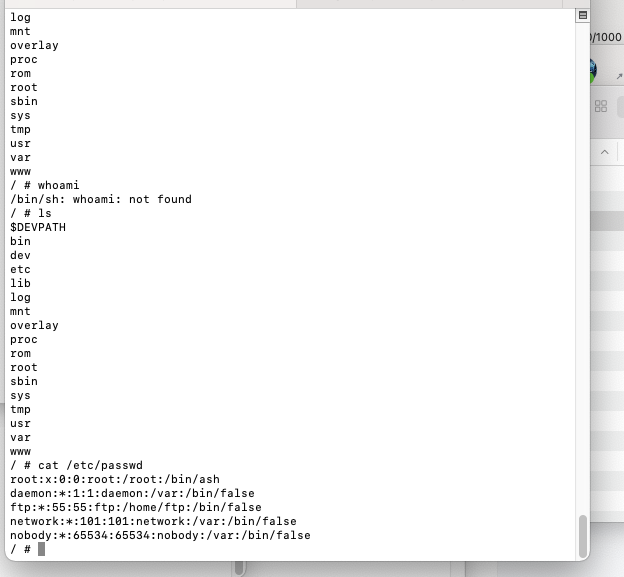 log
mnt
overlay
proc
rom
root
sbin
sys
tmp
usr
var
www
/ # whoami
/bin/sh: whoami: not found
/ # ls
$DEVPATH
bin
dev
etc
lib
log
mnt
overlay
proc
rom
root
sbin
sys
tmp
usr
var
www
/ # cat /etc/passwd
root:x:0:0:root:/root:/bin/ash
daemon:*:1:1:daemon:/var:/bin/false
ftp:*:55:55:ftp:/home/ftp:/bin/false
network:*:101:101:network:/var:/bin/false
nobody:*:65534:65534:nobody:/var:/bin/false
/ #
/1000